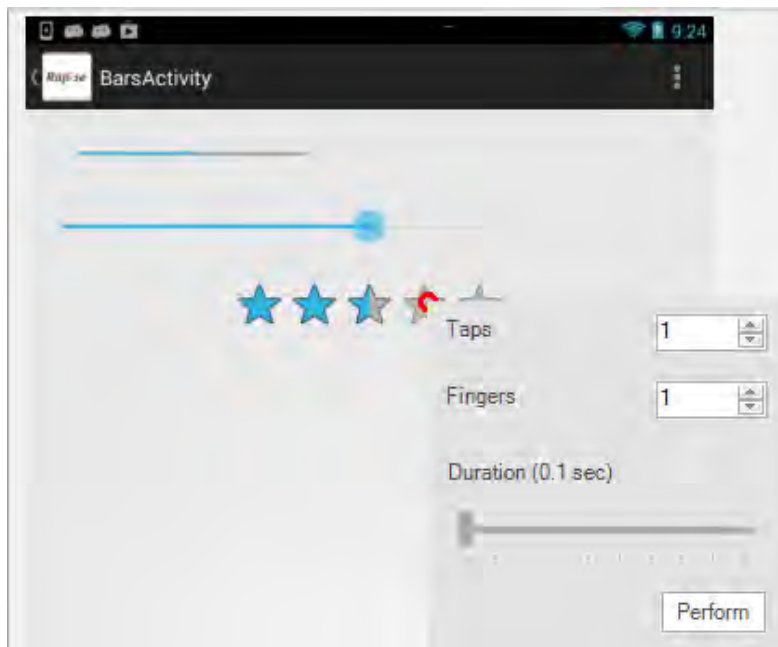 9:24
BarsActivity
Taps 1
Fingers 1
Duration (0.1 sec)
Perform